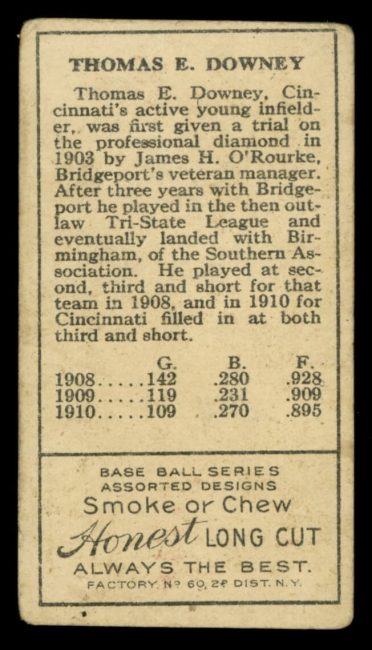 THOMAS E. DOWNEY
Thomas E. Downey, Cin-
cinnati's active young infield-
er, was first given a trial on
the professional diamond in
1903 by James H. O'Rourke,
Bridgeport's veteran manager.
After three years with Bridge-
port he played in the then out-
law Tri-State League and
eventually landed with Bir-
mingham, of the Southern As-
sociation. He played at sec-
ond, third and short for that
team in 1908, and in 1910 for
Cincinnati filled in at both
third and short.
G. B. F.
1908.....142 .280 .928
1909.....119 .231 .909
1910.....109 .270 .895
BASE BALL SERIES
ASSORTED DESIGNS
Smoke or Chew
Honest LONG CUT
ALWAYS THE BEST.
FACTORY. Nº 60, 2ᴰ DIST. N.Y.